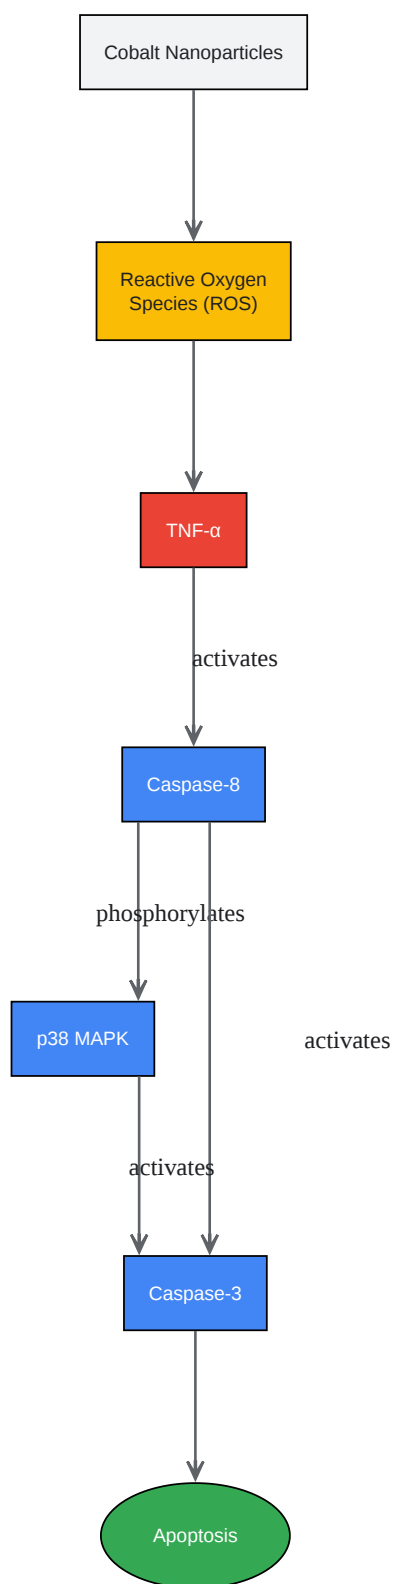 Cobalt Nanoparticles
Reactive Oxygen
Species (ROS)
TNF-α
activates
Caspase-8
phosphorylates
p38 MAPK
activates
activates
Caspase-3
Apoptosis